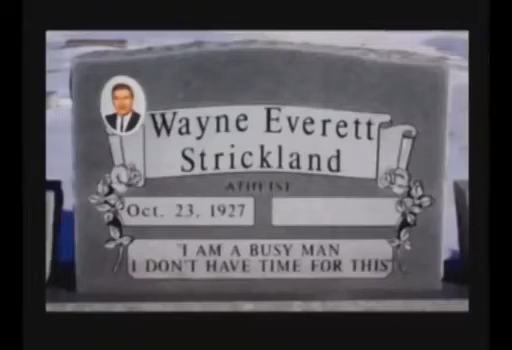 Wayne Everett
Strickland
ATHEIST
Oct. 23, 1927
"I AM A BUSY MAN
I DON'T HAVE TIME FOR THIS